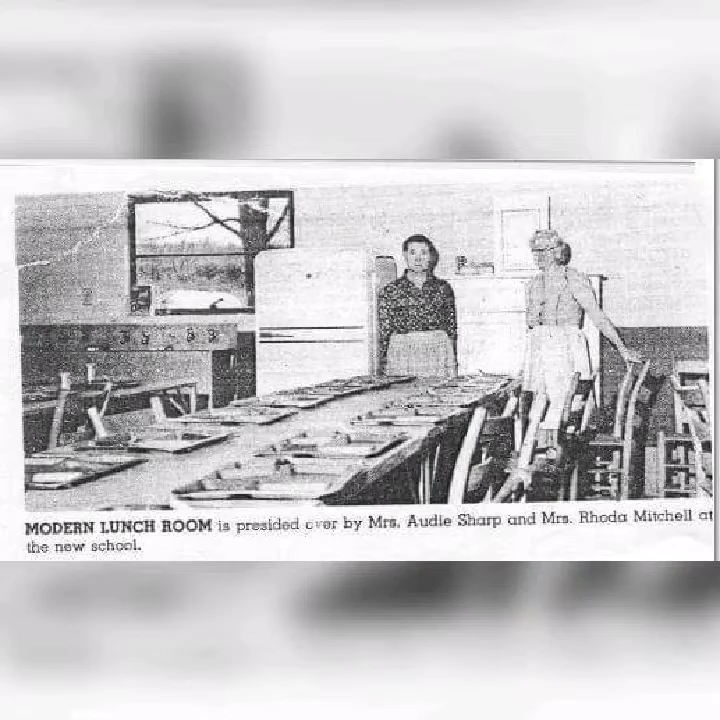 MODERN LUNCH ROOM is presided over by Mrs. Audie Sharp and Mrs. Rhoda Mitchell at
the new school.